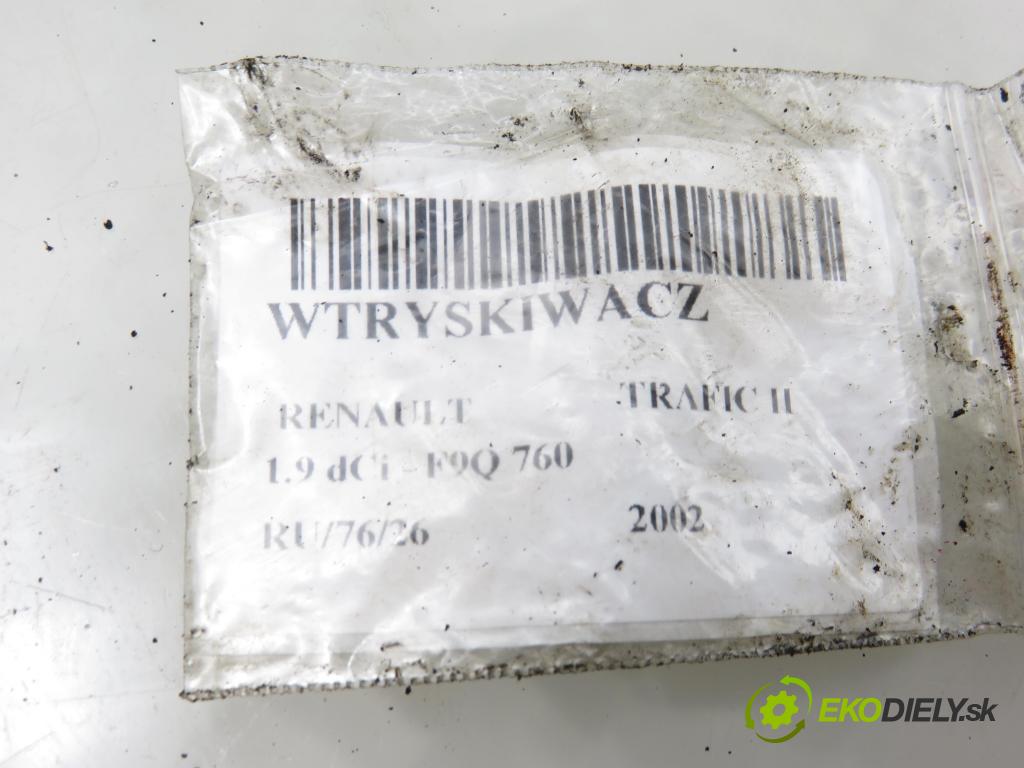 WTRYSKIWACZ
RENAULT TRAFIC II
1.9 dCi - F9Q 760
RU/76/26 2002
EKODIELY.sk